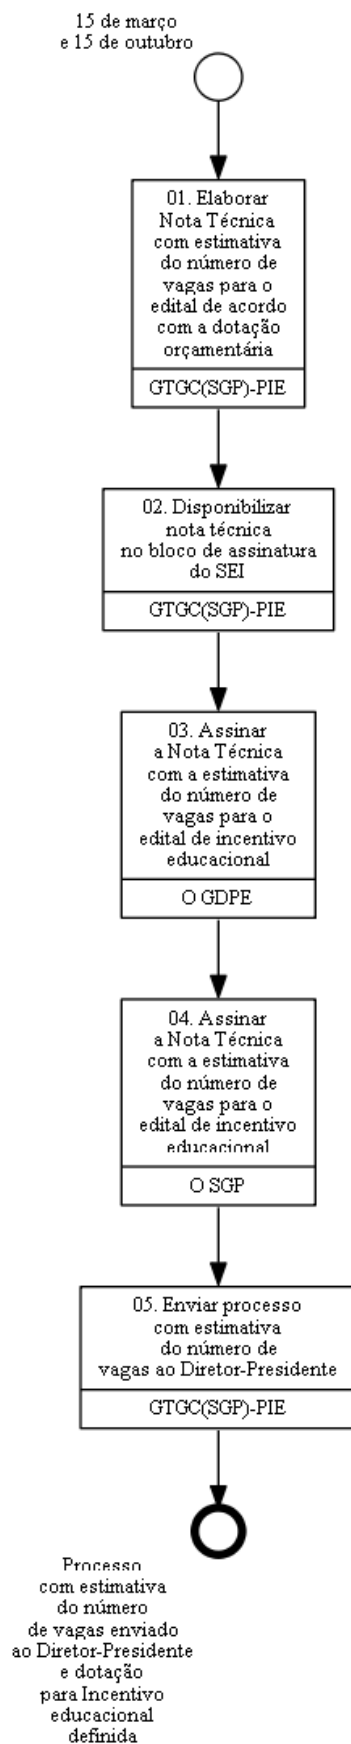 15 de março
e 15 de outubro
01. Elaborar
Nota Técnica
com estimativa
do número de
vagas para o
edital de acordo
com a dotação
orçamentária
GTGC(SGP)-PIE
02. Disponibilizar
nota técnica
no bloco de assinatura
do SEI
GTGC(SGP)-PIE
03. Assinar
a Nota Técnica
com a estimativa
do número de
vagas para o
edital de incentivo
educacional
O GDPE
04. Assinar
a Nota Técnica
com a estimativa
do número de
vagas para o
edital de incentivo
educacional
O SGP
05. Enviar processo
com estimativa
do número de
vagas ao Diretor-Presidente
GTGC(SGP)-PIE
Processo
com estimativa
do número
de vagas enviado
ao Diretor-Presidente
e dotação
para Incentivo
educacional
definida